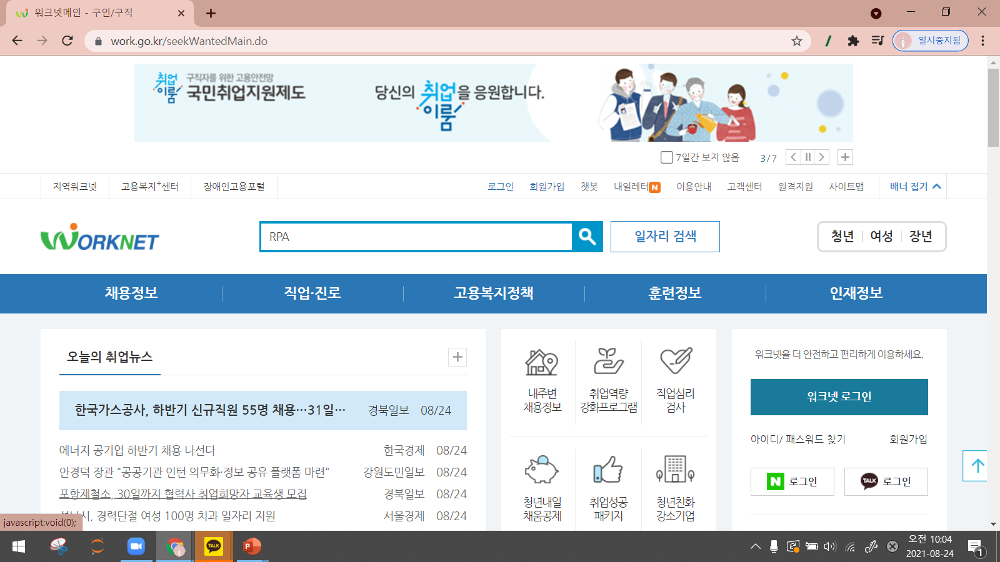 워크넷메인 - 구인/구직
work.go.kr/seekWantedMain.do
일시중지됨
취업이룸
구직자를 위한 고용안전망
국민취업지원제도
당신의 취업이룸을 응원합니다.
7일간 보지 않음 3/7
지역워크넷 고용복지+센터 장애인고용포털
로그인 회원가입 챗봇 내일레터 N 이용안내 고객센터 원격지원 사이트맵 배너 접기
WORKNET
RPA
일자리 검색
청년 여성 장년
채용정보 직업·진로 고용복지정책 훈련정보 인재정보
오늘의 취업뉴스
한국가스공사, 하반기 신규직원 55명 채용…31일… 경북일보 08/24
에너지 공기업 하반기 채용 나선다 한국경제 08/24
안경덕 장관 "공공기관 인턴 의무화·정보 공유 플랫폼 마련" 강원도민일보 08/24
포항제철소, 30일까지 협력사 취업희망자 교육생 모집 경북일보 08/24
시, 경력단절 여성 100명 치과 일자리 지원 서울경제 08/24
내주변
채용정보
취업역량
강화프로그램
직업심리
검사
청년내일
채움공제
취업성공
패키지
청년친화
강소기업
워크넷을 더 안전하고 편리하게 이용하세요.
워크넷 로그인
아이디/ 패스워드 찾기 회원가입
N 로그인
TALK 로그인
javascript:void(0);
TALK
P
오전 10:04
2021-08-24
1